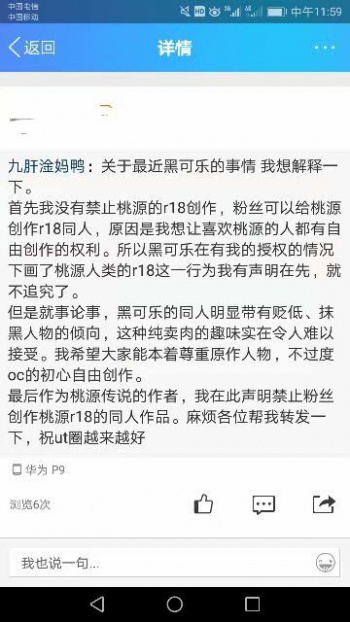 中国电信
中国移动
HD
中午11:59
返回
详情
九肝淦妈鸭：关于最近黑可乐的事情 我想解释一
下。
首先我没有禁止桃源的r18创作，粉丝可以给桃源
创作r18同人，原因是我想让喜欢桃源的人都有自
由创作的权利。所以黑可乐在有我的授权的情况
下画了桃源人类的r18这一行为我有声明在先，就
不追究了。
但是就事论事，黑可乐的同人明显带有贬低、抹
黑人物的倾向，这种纯卖肉的趣味实在令人难以
接受。我希望大家能本着尊重原作人物，不过度
oc的初心自由创作。
最后作为桃源传说的作者，我在此声明禁止粉丝
创作桃源r18的同人作品。麻烦各位帮我转发一
下，祝ut圈越来越好
华为 P9
浏览6次
我也说一句...